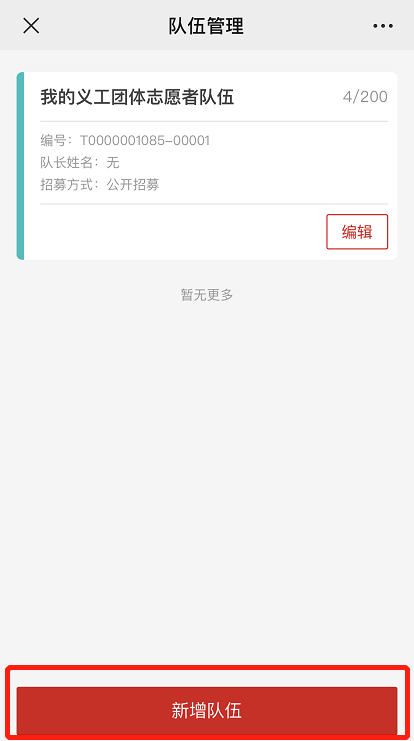 队伍管理
我的义工团体志愿者队伍 4/200
编号：T0000001085-00001
队长姓名：无
招募方式：公开招募
编辑
暂无更多
新增队伍